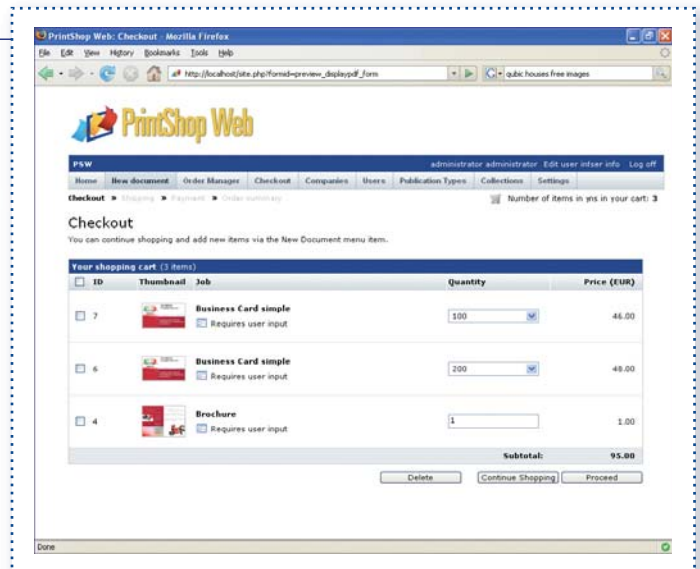 PrintShop Web: Checkout - Mozilla Firefox
File Edit View History Bookmarks Tools Help
http://localhost/site.php?formid=preview_displaypdf_form qubic houses free images
PrintShop Web
PSW administrator administrator Edit user infser info Log off
Home New document Order Manager Checkout Companies Users Publication Types Collections Settings
Checkout » Shipping » Payment » Order summary Number of items in yns in your cart: 3
Checkout
You can continue shopping and add new items via the New Document menu item.
Your shopping cart (3 items)
ID Thumbnail Job Quantity Price (EUR)
7 Business Card simple 100 46.00
Requires user input
6 Business Card simple 200 48.00
Requires user input
4 Brochure 1 1.00
Requires user input
Subtotal: 95.00
Delete Continue Shopping Proceed
Done